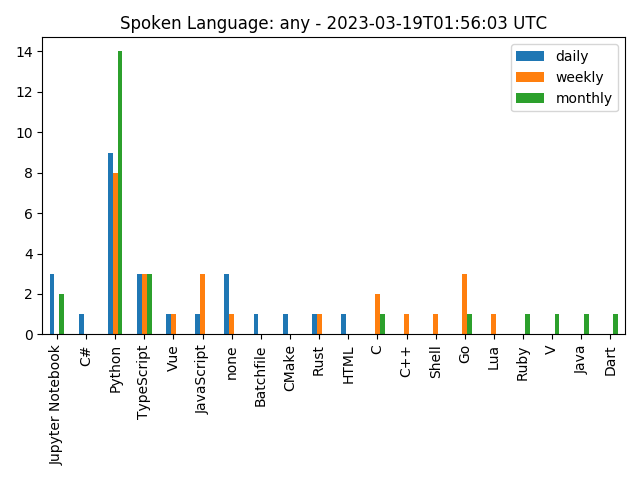 Spoken Language: any - 2023-03-19T01:56:03 UTC
daily
weekly
monthly
14
12
10
8
6
4
2
0
Jupyter Notebook
C#
Python
TypeScript
Vue
JavaScript
none
Batchfile
CMake
Rust
HTML
C
C++
Shell
Go
Lua
Ruby
V
Java
Dart